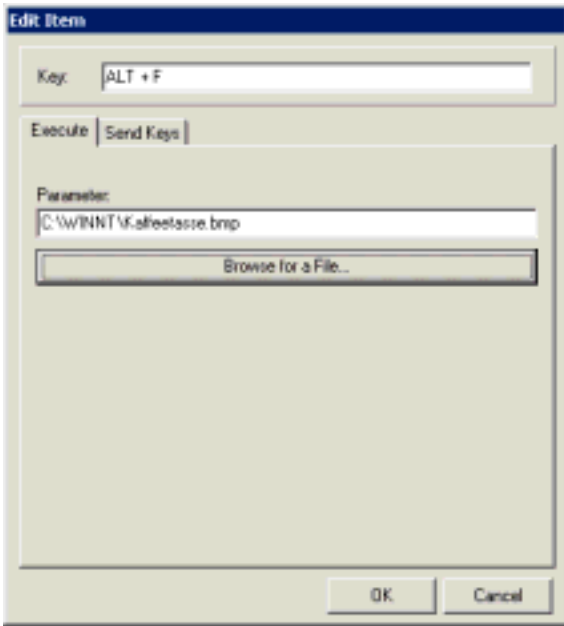 Edit Item
Key: ALT + F
Execute Send Keys
Parameter:
C:\WINNT\Kaffeetasse.bmp
Browse for a File...
OK Cancel